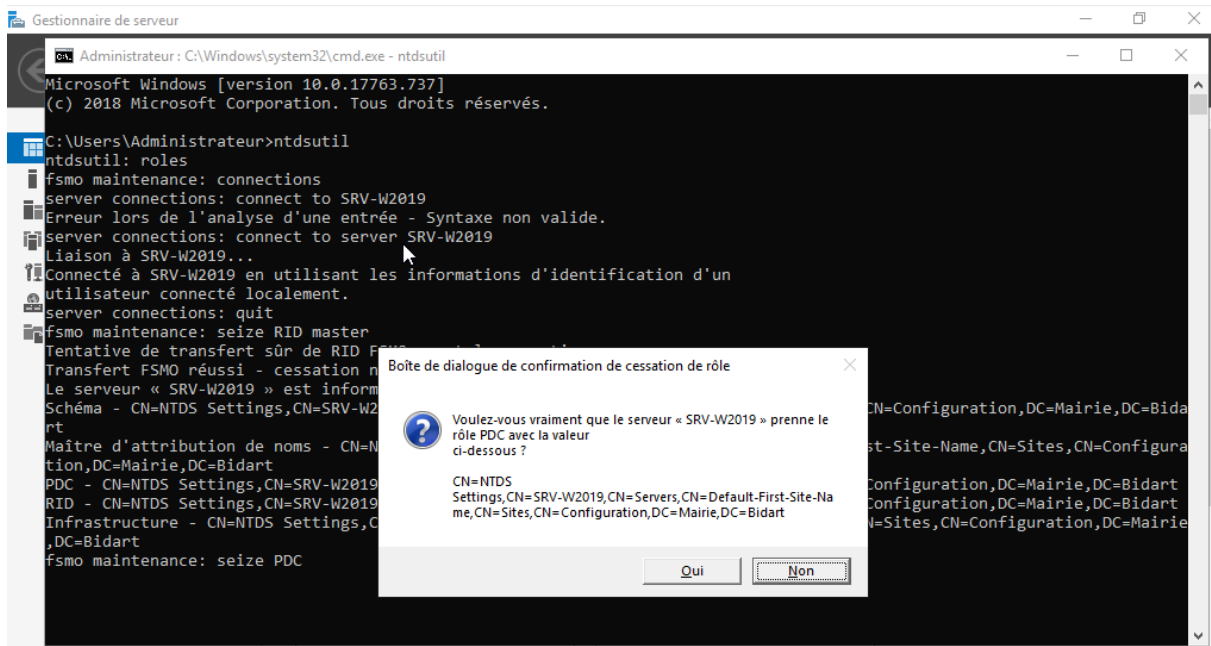 Gestionnaire de serveur
Administrateur : C:\Windows\system32\cmd.exe - ntdsutil
Microsoft Windows [version 10.0.17763.737]
(c) 2018 Microsoft Corporation. Tous droits réservés.
C:\Users\Administrateur>ntdsutil
ntdsutil: roles
fsmo maintenance: connections
server connections: connect to SRV-W2019
Erreur lors de l'analyse d'une entrée - Syntaxe non valide.
server connections: connect to server SRV-W2019
Liaison à SRV-W2019...
Connecté à SRV-W2019 en utilisant les informations d'identification d'un
utilisateur connecté localement.
server connections: quit
fsmo maintenance: seize RID master
Tentative de transfert sûr de RID
Transfert FSMO réussi - cessation
Le serveur « SRV-W2019 » est inform
Schéma - CN=NTDS Settings,CN=SRV-W2 CN=Configuration,DC=Mairie,DC=Bida
rt
Maître d'attribution de noms - CN=N st-Site-Name,CN=Sites,CN=Configura
tion,DC=Mairie,DC=Bidart
PDC - CN=NTDS Settings,CN=SRV-W2019 Configuration,DC=Mairie,DC=Bidart
RID - CN=NTDS Settings,CN=SRV-W2019 Configuration,DC=Mairie,DC=Bidart
Infrastructure - CN=NTDS Settings,C N=Sites,CN=Configuration,DC=Mairie
,DC=Bidart
fsmo maintenance: seize PDC
Boîte de dialogue de confirmation de cessation de rôle
Voulez-vous vraiment que le serveur « SRV-W2019 » prenne le
rôle PDC avec la valeur
ci-dessous ?
CN=NTDS
Settings,CN=SRV-W2019,CN=Servers,CN=Default-First-Site-Na
me,CN=Sites,CN=Configuration,DC=Mairie,DC=Bidart
Oui
Non